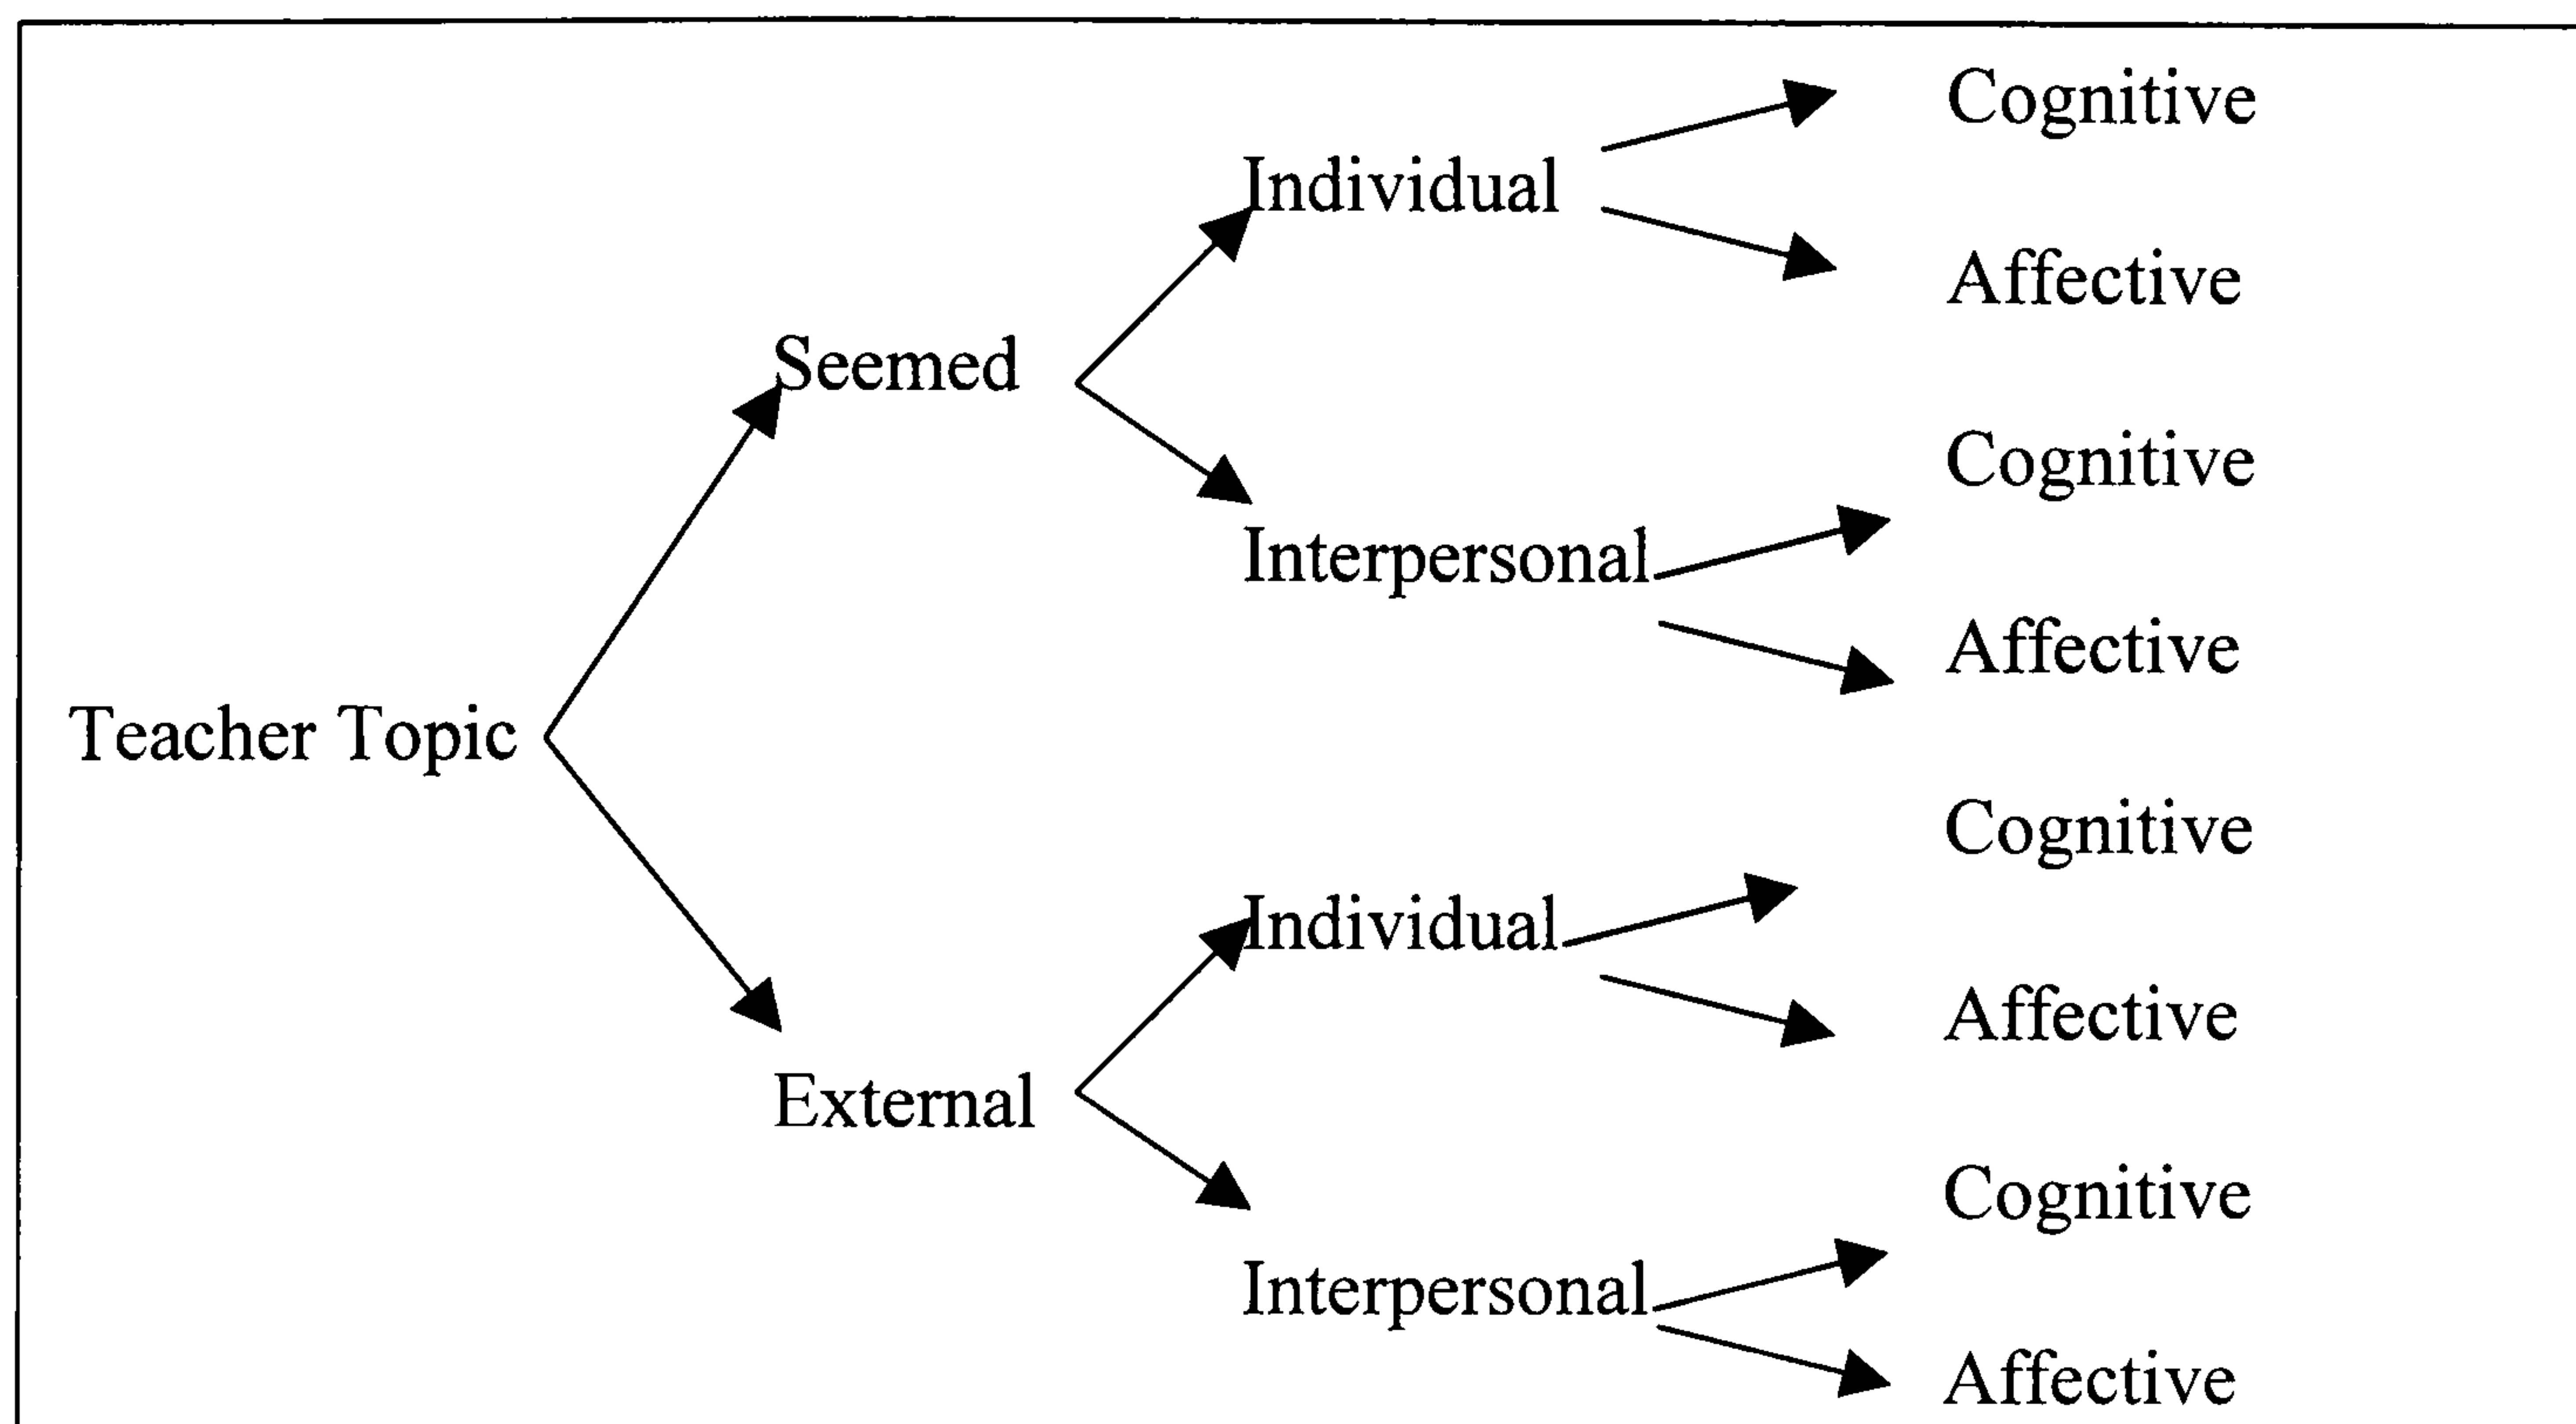 Cognitive
Individual
Affective
Seemed
Cognitive
Interpersonal
Affective
Teacher Topic
Cognitive
Individual
Affective
External
Cognitive
Interpersonal
Affective